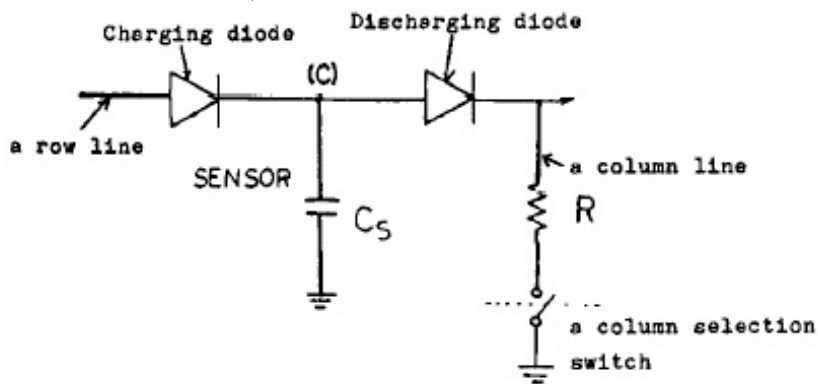 Charging diode
Discharging diode
(C)
a row line
SENSOR
a column line
Cs
R
a column selection
switch